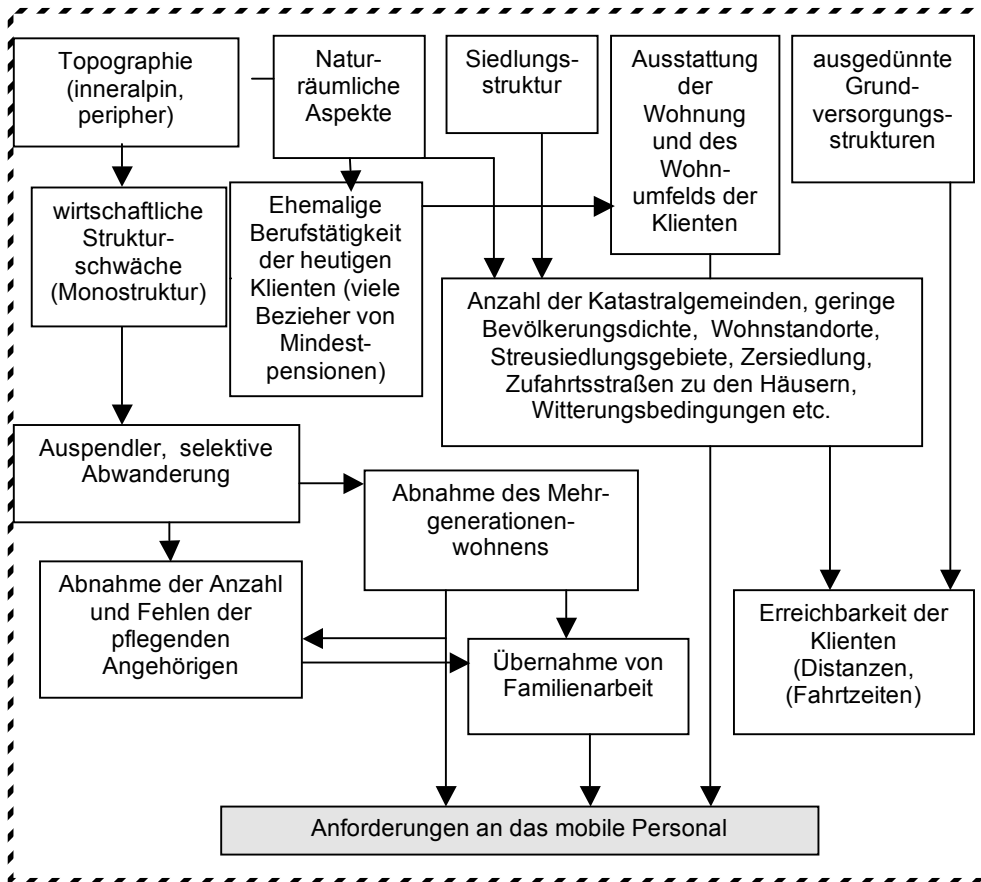 Topographie
(inneralpin,
peripher)
Natur-
räumliche
Aspekte
Siedlungs-
struktur
Ausstattung
der
Wohnung
und des
Wohn-
umfelds der
Klienten
ausgedünnte
Grund-
versorgungs-
strukturen
wirtschaftliche
Struktur-
schwäche
(Monostruktur)
Ehemalige
Berufstätigkeit
der heutigen
Klienten (viele
Bezieher von
Mindest-
pensionen)
Anzahl der Katastralgemeinden, geringe
Bevölkerungsdichte, Wohnstandorte,
Streusiedlungsgebiete, Zersiedlung,
Zufahrtsstraßen zu den Häusern,
Witterungsbedingungen etc.
Auspendler, selektive
Abwanderung
Abnahme des Mehr-
generationen-
wohnens
Abnahme der Anzahl
und Fehlen der
pflegenden
Angehörigen
Übernahme von
Familienarbeit
Erreichbarkeit der
Klienten
(Distanzen,
(Fahrtzeiten)
Anforderungen an das mobile Personal